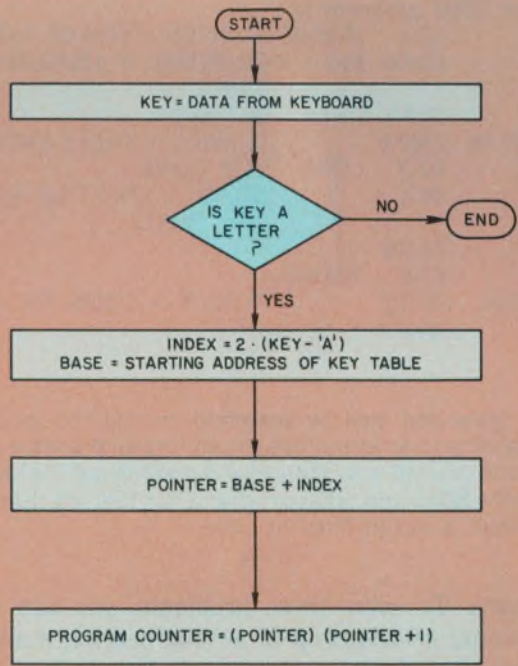 START
KEY = DATA FROM KEYBOARD
IS KEY A
LETTER
?
NO
END
YES
INDEX = 2 · (KEY - 'A')
BASE = STARTING ADDRESS OF KEY TABLE
POINTER = BASE + INDEX
PROGRAM COUNTER = (POINTER) (POINTER + 1)